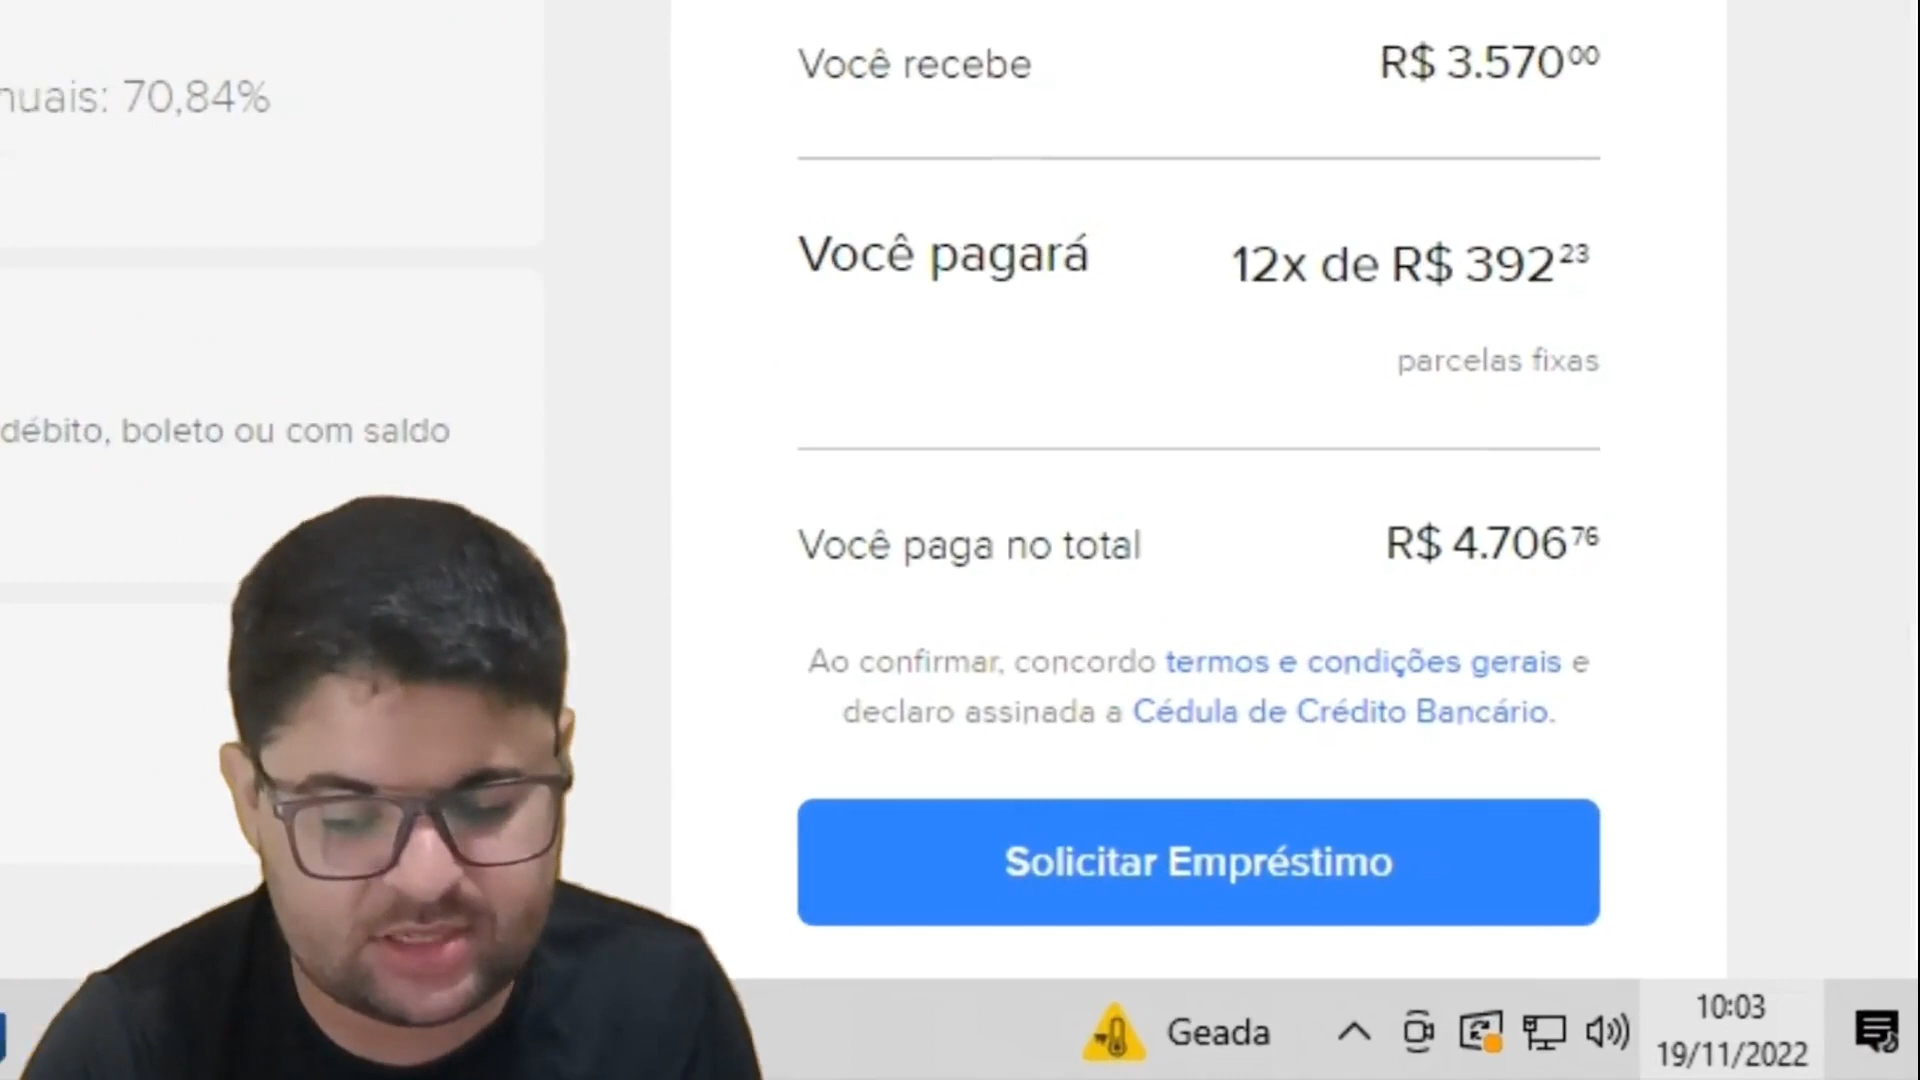 Você recebe R$ 3.570⁰⁰
70,84%
Você pagará 12x de R$ 392²³
parcelas fixas
débito, boleto ou com saldo
Você paga no total R$ 4.706⁷⁶
Ao confirmar, concordo termos e condições gerais e
declaro assinada a Cédula de Crédito Bancário.
Solicitar Empréstimo
Geada
10:03
19/11/2022